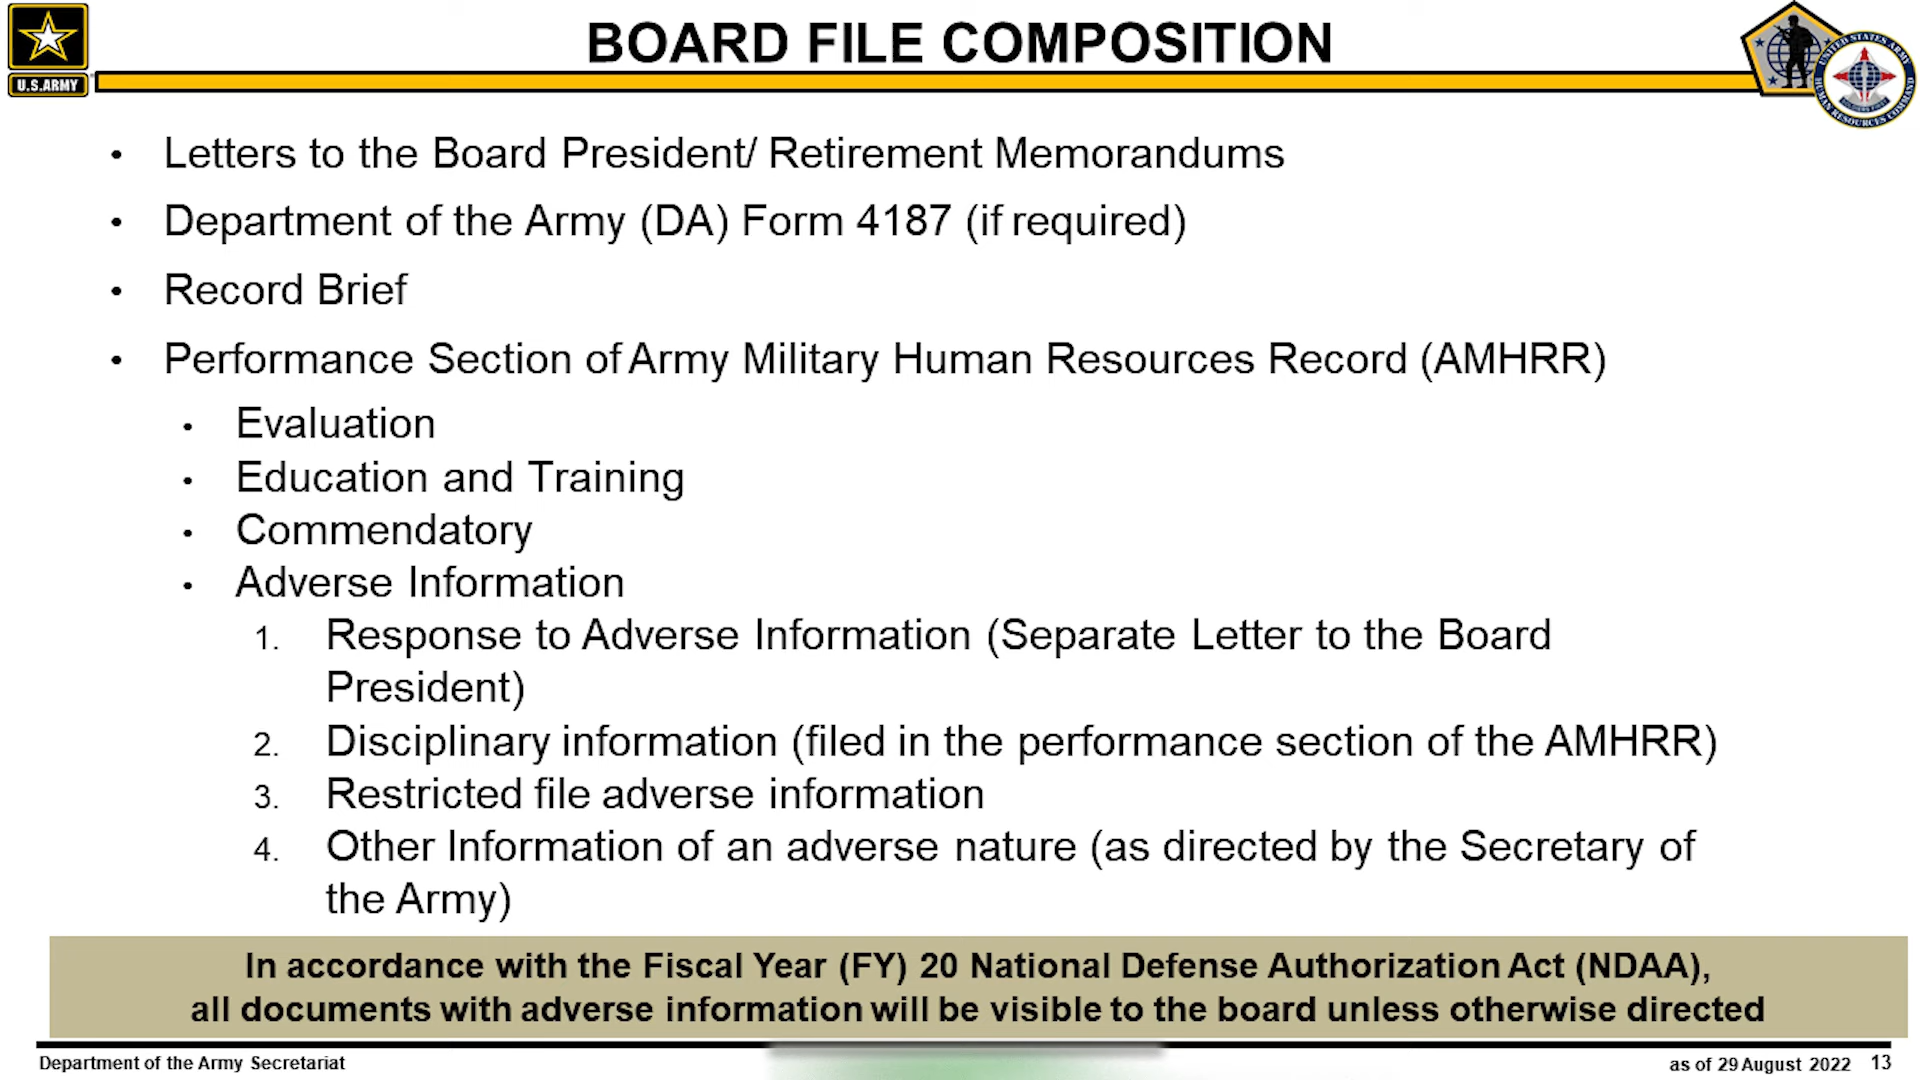 BOARD FILE COMPOSITION
U.S.ARMY
UNITED STATES ARMY
HUMAN RESOURCES COMMAND
• Letters to the Board President/ Retirement Memorandums
• Department of the Army (DA) Form 4187 (if required)
• Record Brief
• Performance Section of Army Military Human Resources Record (AMHRR)
• Evaluation
• Education and Training
• Commendatory
• Adverse Information
1. Response to Adverse Information (Separate Letter to the Board
President)
2. Disciplinary information (filed in the performance section of the AMHRR)
3. Restricted file adverse information
4. Other Information of an adverse nature (as directed by the Secretary of
the Army)
In accordance with the Fiscal Year (FY) 20 National Defense Authorization Act (NDAA),
all documents with adverse information will be visible to the board unless otherwise directed
Department of the Army Secretariat
as of 29 August 2022 13